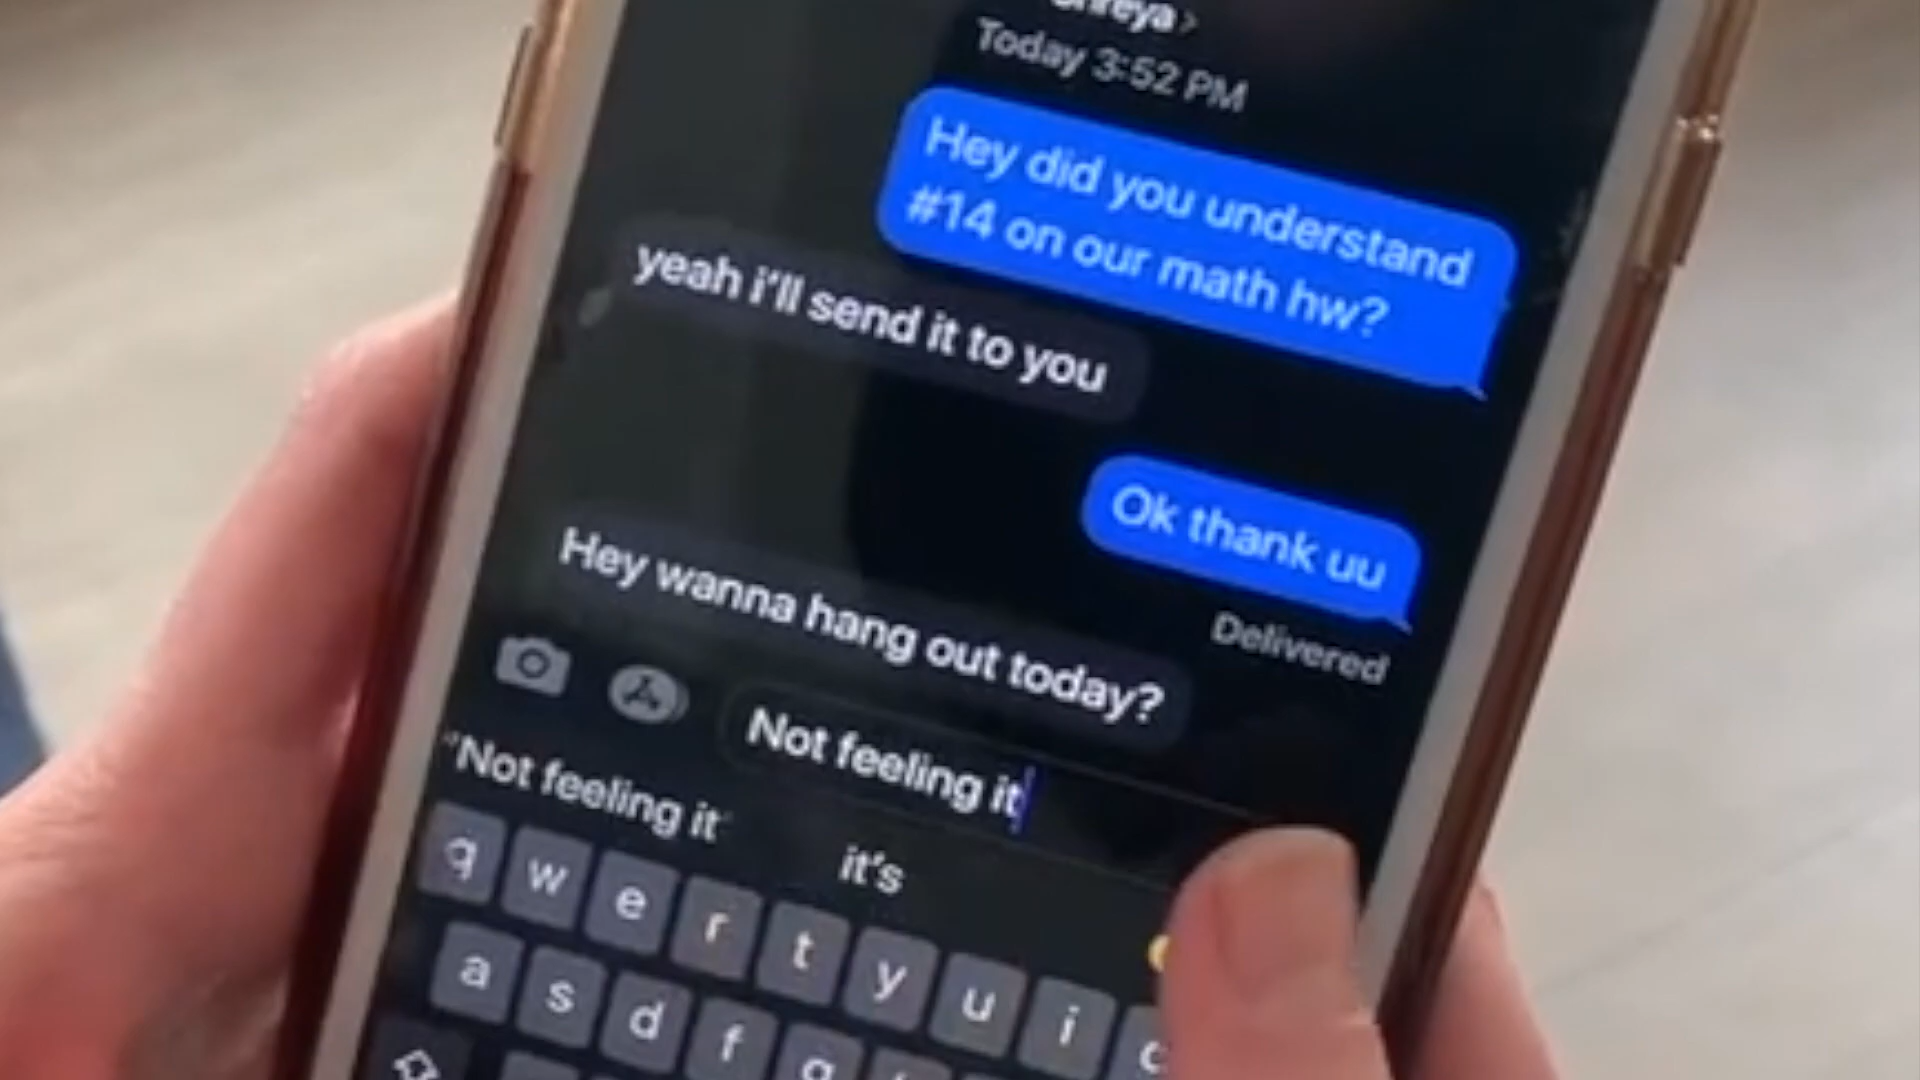 Shreya >
Today 3:52 PM
Hey did you understand
#14 on our math hw?
yeah i'll send it to you
Ok thank uu
Delivered
Hey wanna hang out today?
Not feeling it
"Not feeling it"
it's
q w e r t y u i
a s d f g